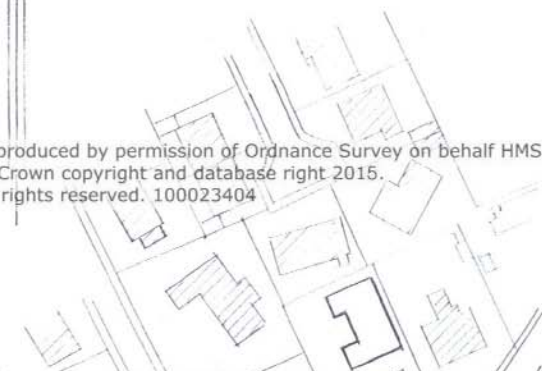 produced by permission of Ordnance Survey on behalf HMS
Crown copyright and database right 2015.
rights reserved. 100023404